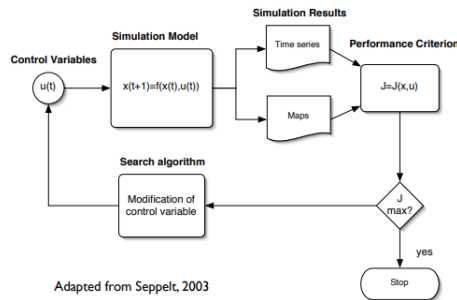 Simulation Results
Simulation Model
Control Variables
Time series
Performance Criterion
u(t)
x(t+1)=f(x(t),u(t))
J=J(x,u)
Maps
Search algorithm
Modification of
control variable
J
max?
yes
Stop
Adapted from Seppelt, 2003